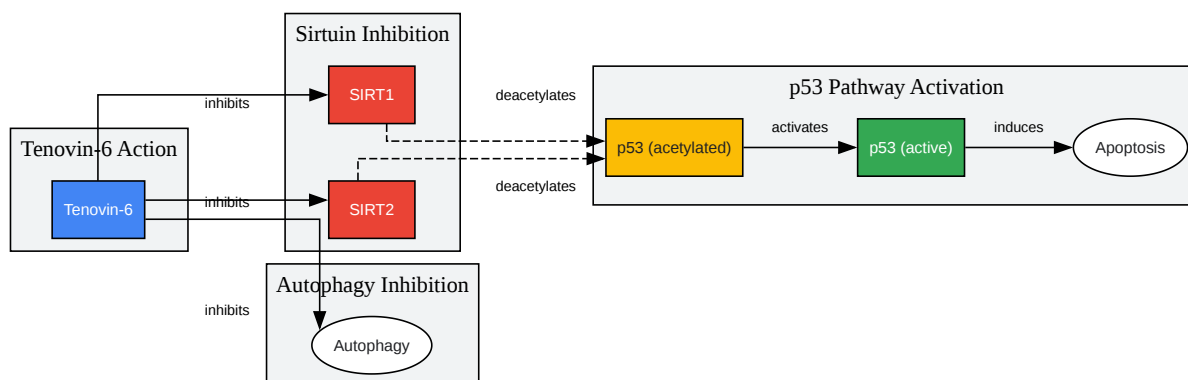 Sirtuin Inhibition
SIRT1
inhibits
deacetylates
p53 Pathway Activation
p53 (acetylated)
activates
p53 (active)
induces
Apoptosis
Tenovin-6 Action
Tenovin-6
inhibits
SIRT2
deacetylates
Autophagy Inhibition
inhibits
Autophagy